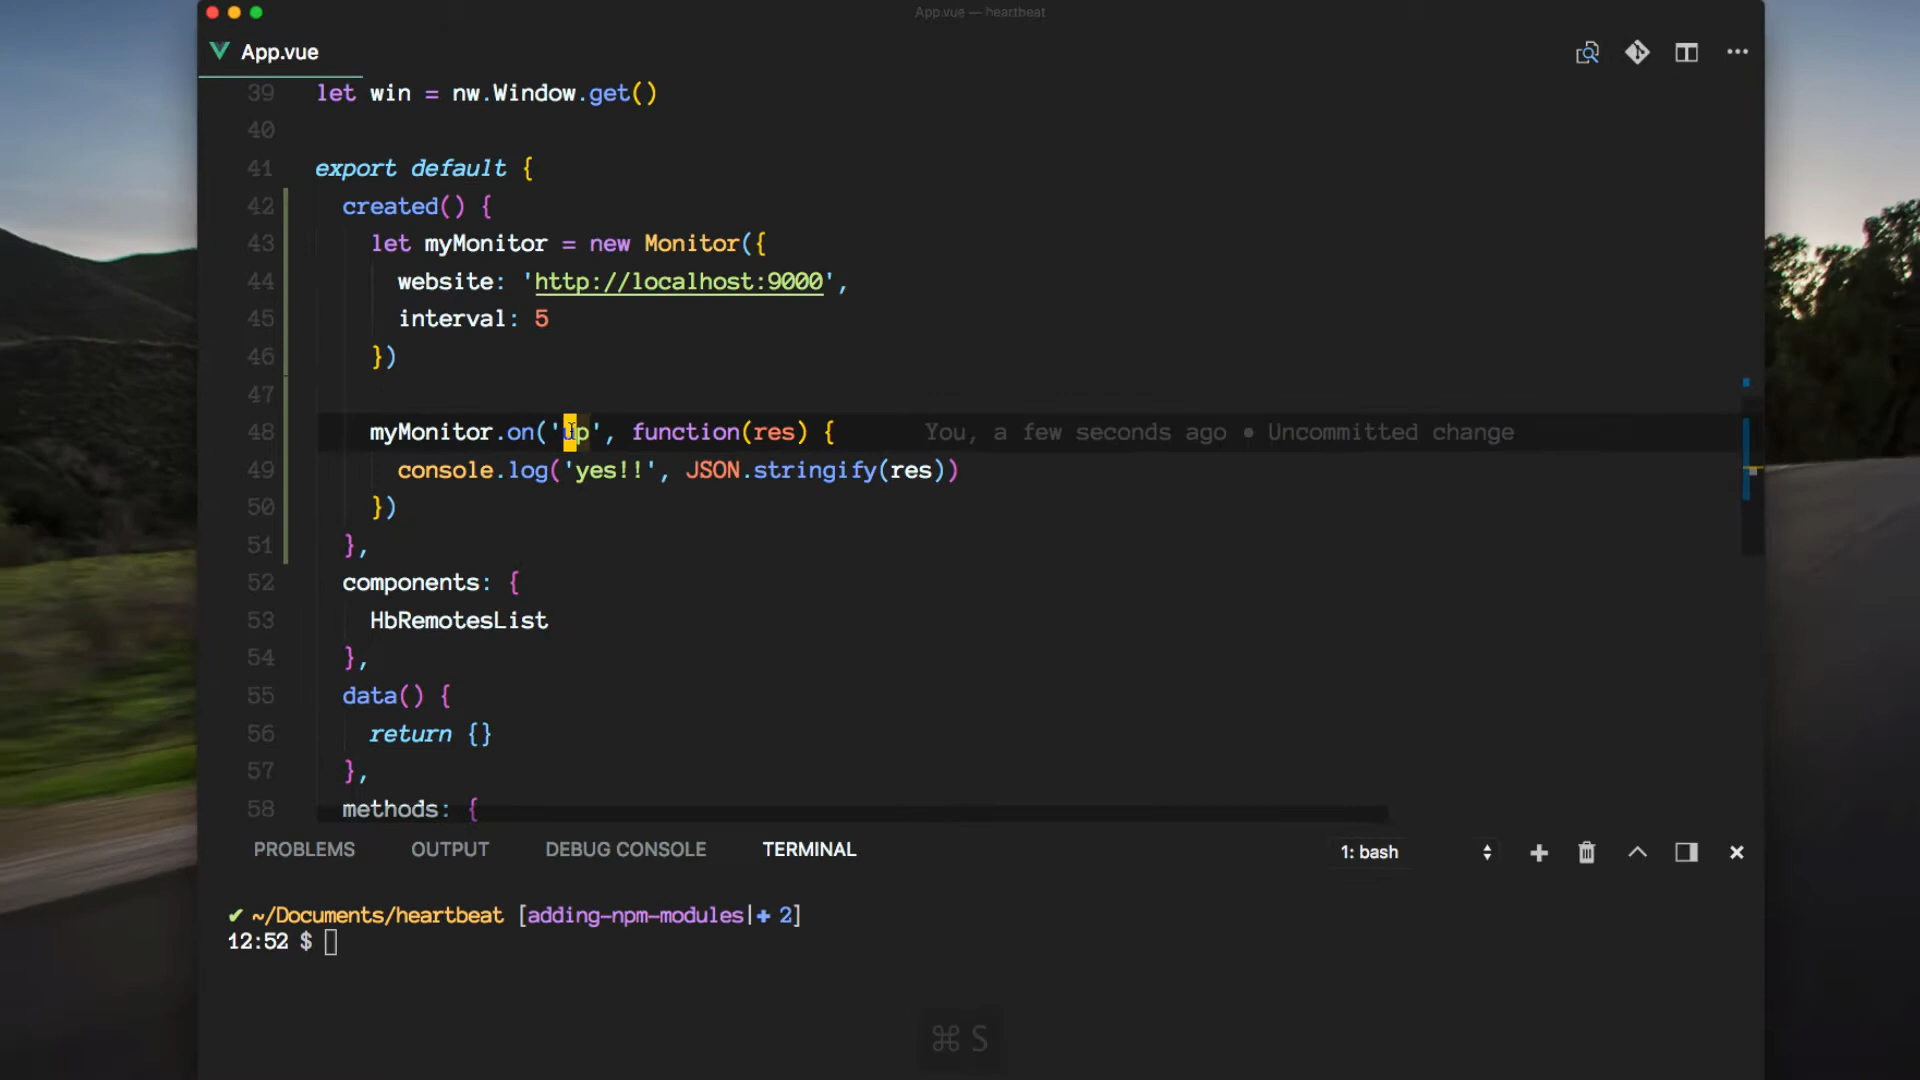 App.vue — heartbeat
App.vue
39 let win = nw.Window.get()
40
41 export default {
42 created() {
43 let myMonitor = new Monitor({
44 website: 'http://localhost:9000',
45 interval: 5
46 })
47
48 myMonitor.on('up', function(res) { You, a few seconds ago • Uncommitted change
49 console.log('yes!!', JSON.stringify(res))
50 })
51 },
52 components: {
53 HbRemotesList
54 },
55 data() {
56 return {}
57 },
58 methods: {
PROBLEMS OUTPUT DEBUG CONSOLE TERMINAL 1: bash
✔ ~/Documents/heartbeat [adding-npm-modules|✚ 2]
12:52 $
⌘ S